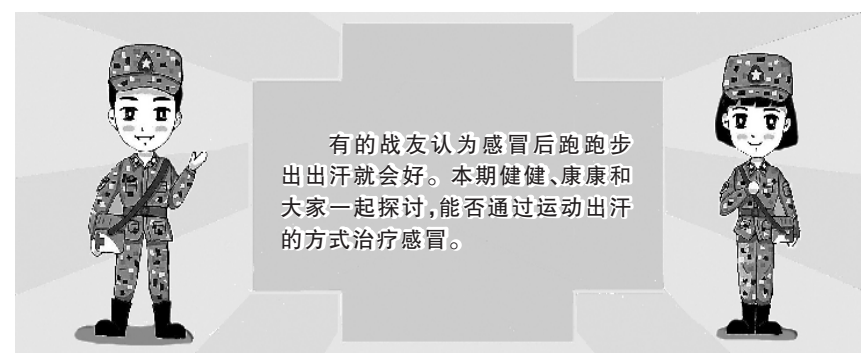 有的战友认为感冒后跑跑步
出出汗就会好。本期健健、康康和
大家一起探讨,能否通过运动出汗
的方式治疗感冒。